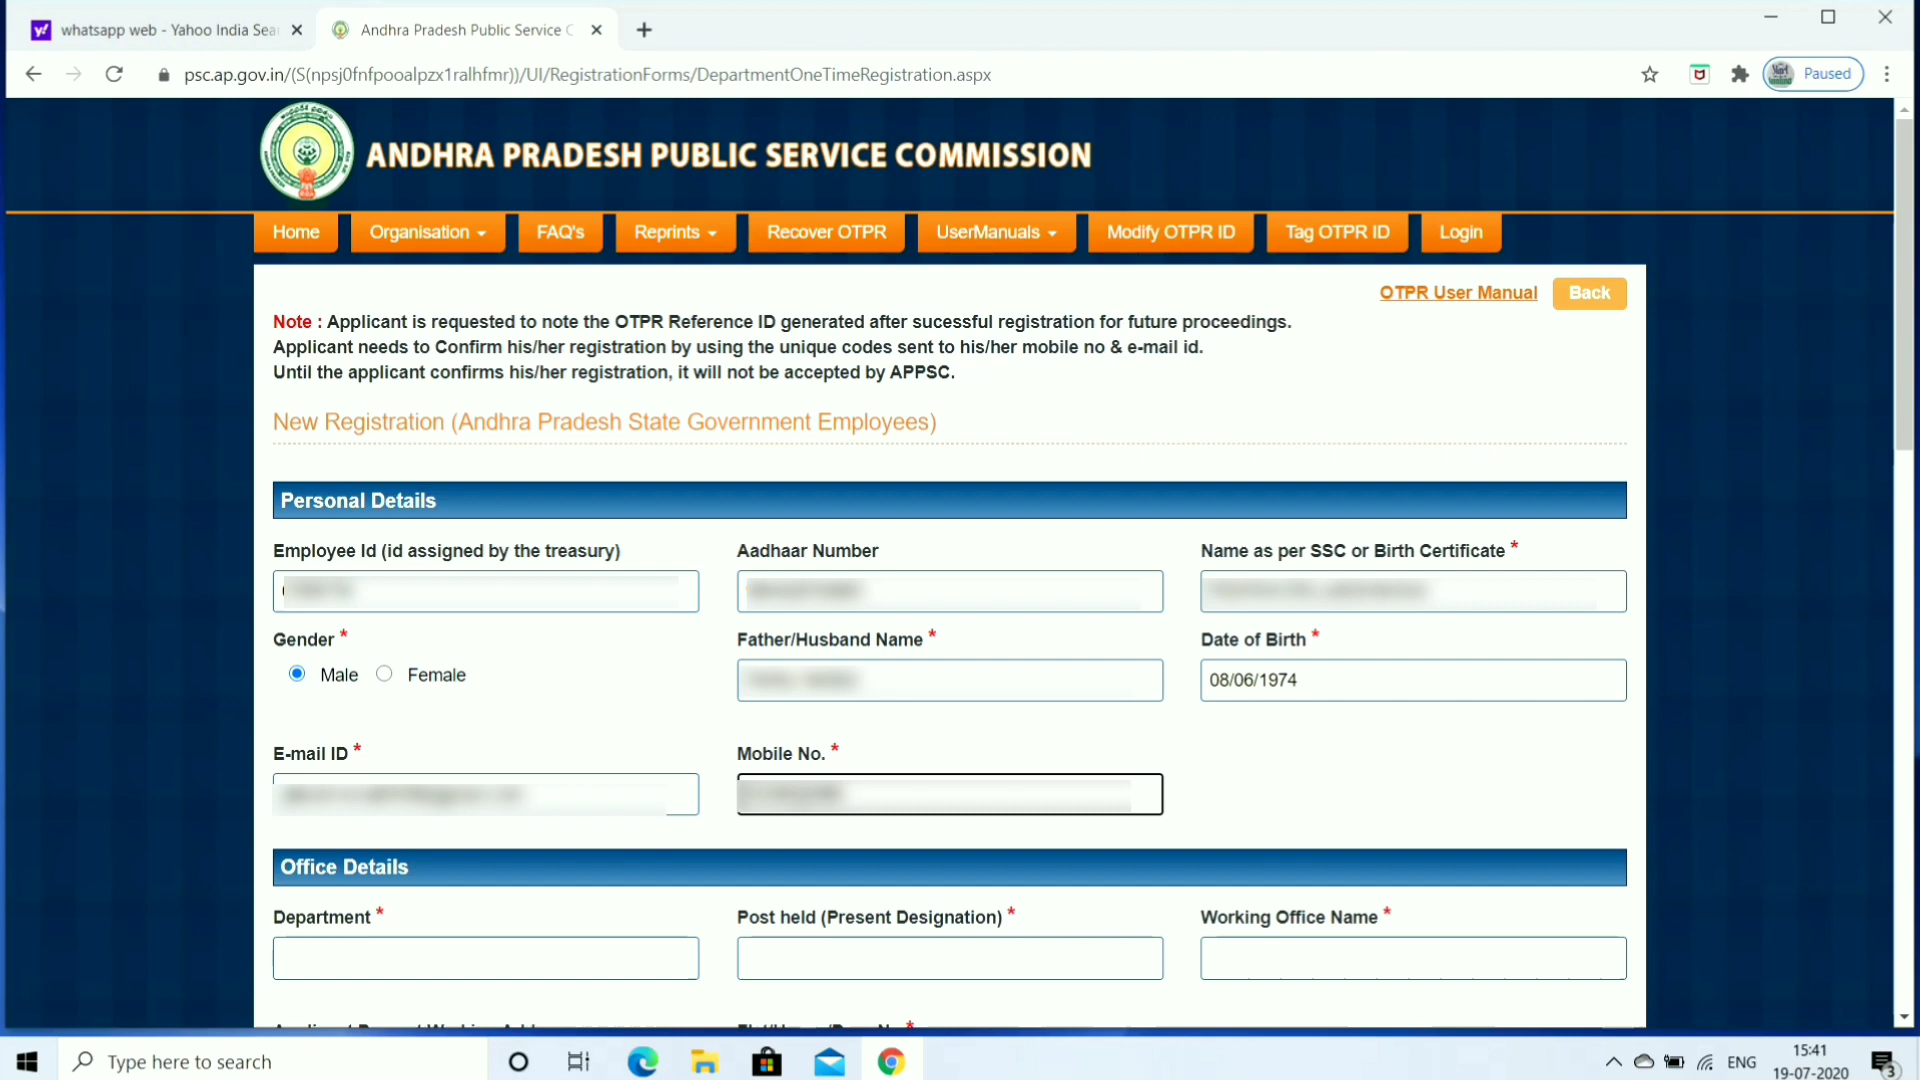 whatsapp web - Yahoo India Sea
Andhra Pradesh Public Service C
psc.ap.gov.in/(S(npsj0fnfpooalpzx1ralhfmr))/UI/RegistrationForms/DepartmentOneTimeRegistration.aspx
Paused
ANDHRA PRADESH PUBLIC SERVICE COMMISSION
Home Organisation FAQ's Reprints Recover OTPR UserManuals Modify OTPR ID Tag OTPR ID Login
OTPR User Manual Back
Note : Applicant is requested to note the OTPR Reference ID generated after sucessful registration for future proceedings.
Applicant needs to Confirm his/her registration by using the unique codes sent to his/her mobile no & e-mail id.
Until the applicant confirms his/her registration, it will not be accepted by APPSC.
New Registration (Andhra Pradesh State Government Employees)
Personal Details
Employee Id (id assigned by the treasury) Aadhaar Number Name as per SSC or Birth Certificate *
Gender * Father/Husband Name * Date of Birth *
Male Female 08/06/1974
E-mail ID * Mobile No. *
Office Details
Department * Post held (Present Designation) * Working Office Name *
Type here to search
ENG
15:41
19-07-2020
3